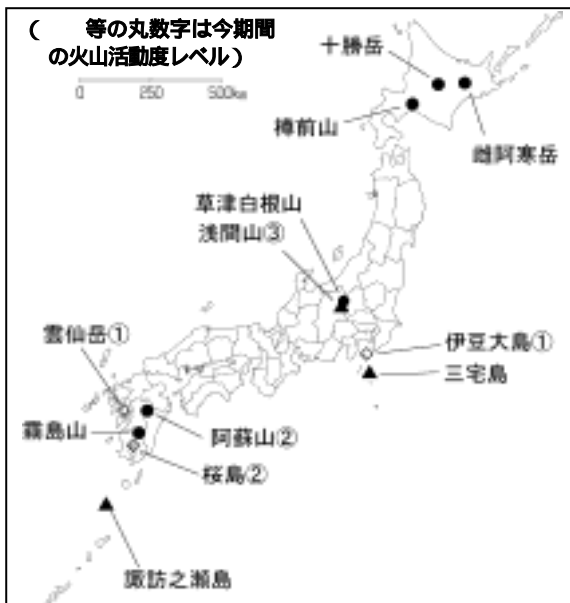 ( 等の丸数字は今期間
の火山活動度レベル)
0 250 500km
十勝岳
樽前山
雌阿寒岳
草津白根山
浅間山③
雲仙岳①
伊豆大島①
三宅島
霧島山
阿蘇山②
桜島②
諏訪之瀬島